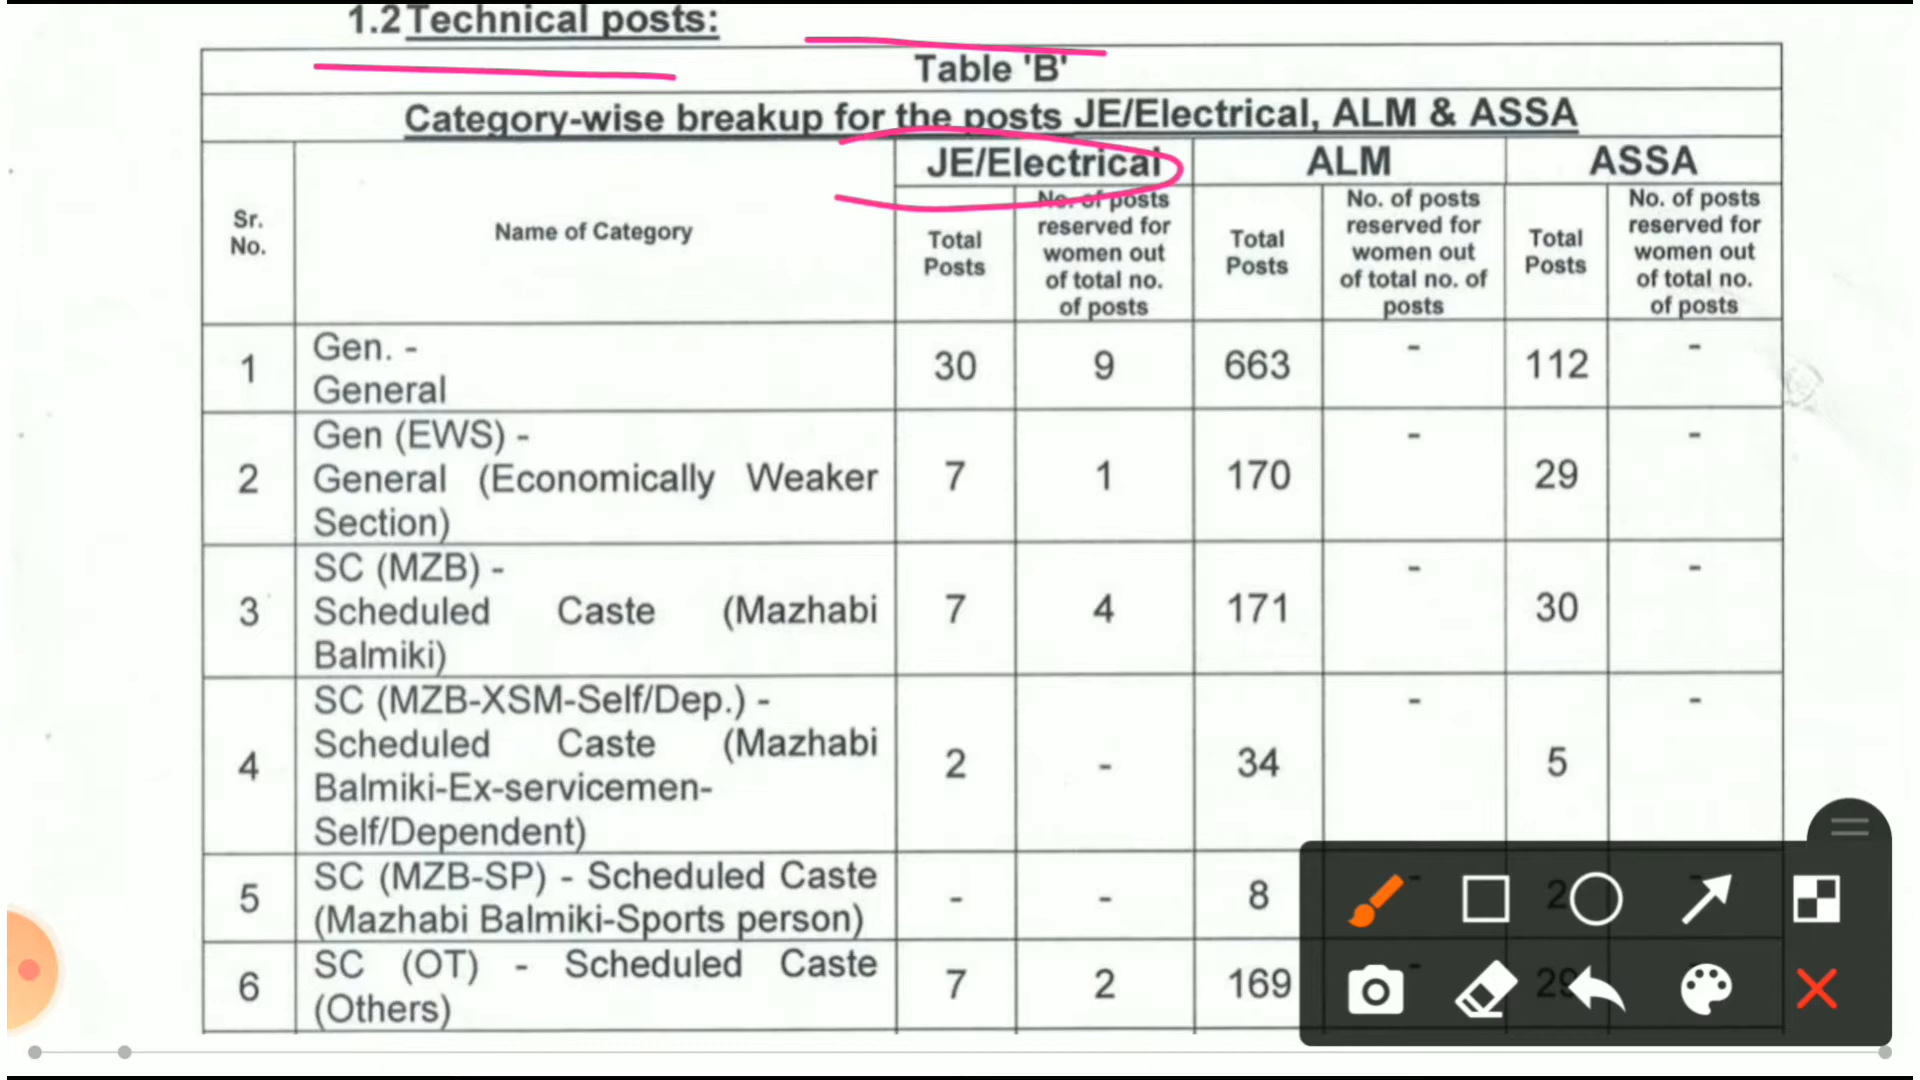 1.2 Technical posts:
Table 'B'
Category-wise breakup for the posts JE/Electrical, ALM & ASSA
Sr. No.
Name of Category
JE/Electrical
ALM
ASSA
Total Posts
No. of posts reserved for women out of total no. of posts
Total Posts
No. of posts reserved for women out of total no. of posts
Total Posts
No. of posts reserved for women out of total no. of posts
1
Gen. -
General
30 9 663 - 112 -
2
Gen (EWS) -
General (Economically Weaker
Section)
7 1 170 - 29 -
3
SC (MZB) -
Scheduled Caste (Mazhabi
Balmiki)
7 4 171 - 30 -
4
SC (MZB-XSM-Self/Dep.) -
Scheduled Caste (Mazhabi
Balmiki-Ex-servicemen-
Self/Dependent)
2 - 34 - 5 -
5
SC (MZB-SP) - Scheduled Caste
(Mazhabi Balmiki-Sports person)
- - 8 - 2 -
6
SC (OT) - Scheduled Caste
(Others)
7 2 169 - 29